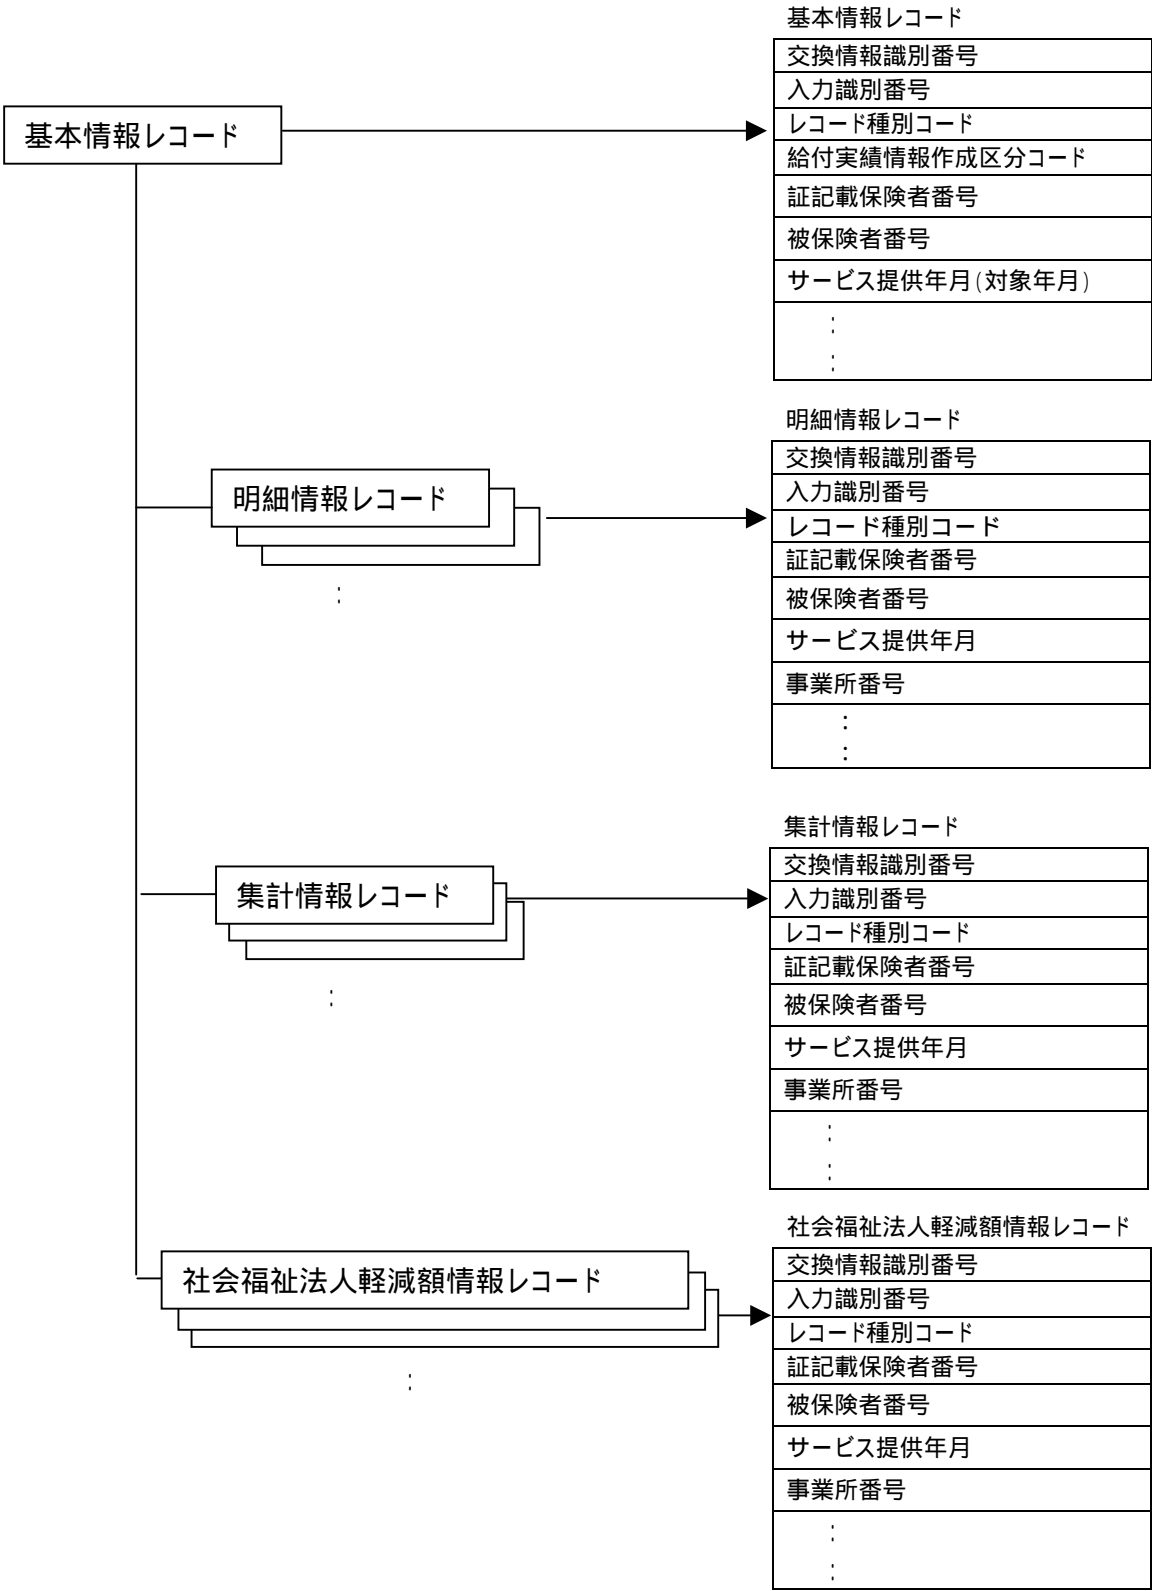 基本情報レコード
交換情報識別番号
入力識別番号
レコード種別コード
給付実績情報作成区分コード
証記載保険者番号
被保険者番号
サービス提供年月(対象年月)
:
:
基本情報レコード
明細情報レコード
交換情報識別番号
入力識別番号
レコード種別コード
証記載保険者番号
被保険者番号
サービス提供年月
事業所番号
:
:
明細情報レコード
:
集計情報レコード
交換情報識別番号
入力識別番号
レコード種別コード
証記載保険者番号
被保険者番号
サービス提供年月
事業所番号
:
:
集計情報レコード
:
社会福祉法人軽減額情報レコード
交換情報識別番号
入力識別番号
レコード種別コード
証記載保険者番号
被保険者番号
サービス提供年月
事業所番号
:
:
社会福祉法人軽減額情報レコード
: